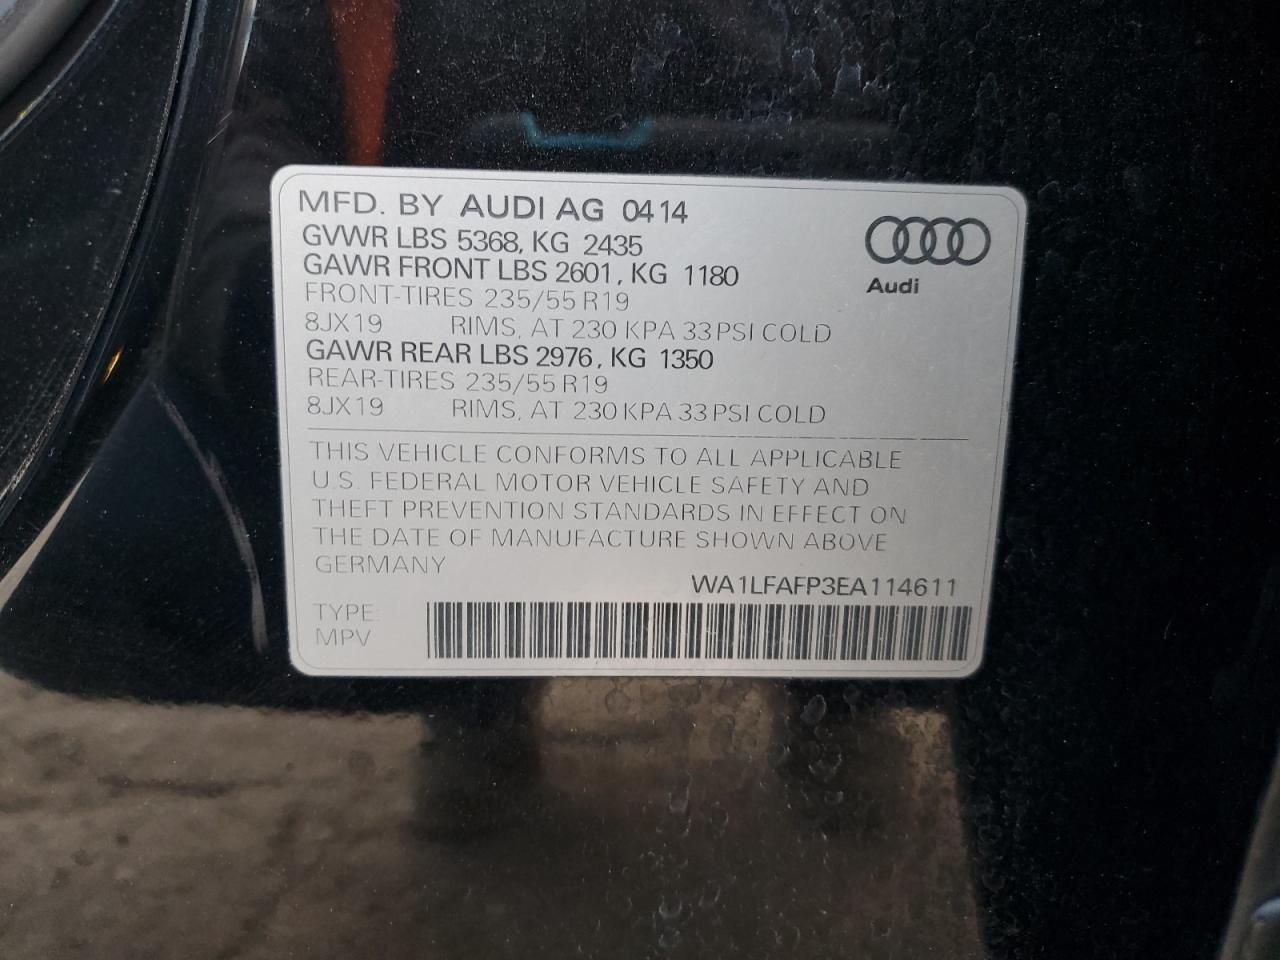 MFD. BY AUDI AG 0414
GVWR LBS 5368, KG 2435
GAWR FRONT LBS 2601, KG 1180
FRONT-TIRES 235/55 R19
8JX19 RIMS, AT 230 KPA 33 PSI COLD
GAWR REAR LBS 2976, KG 1350
REAR-TIRES 235/55 R19
8JX19 RIMS, AT 230 KPA 33 PSI COLD
Audi
THIS VEHICLE CONFORMS TO ALL APPLICABLE
U.S. FEDERAL MOTOR VEHICLE SAFETY AND
THEFT PREVENTION STANDARDS IN EFFECT ON
THE DATE OF MANUFACTURE SHOWN ABOVE
GERMANY
WA1LFAFP3EA114611
TYPE:
MPV